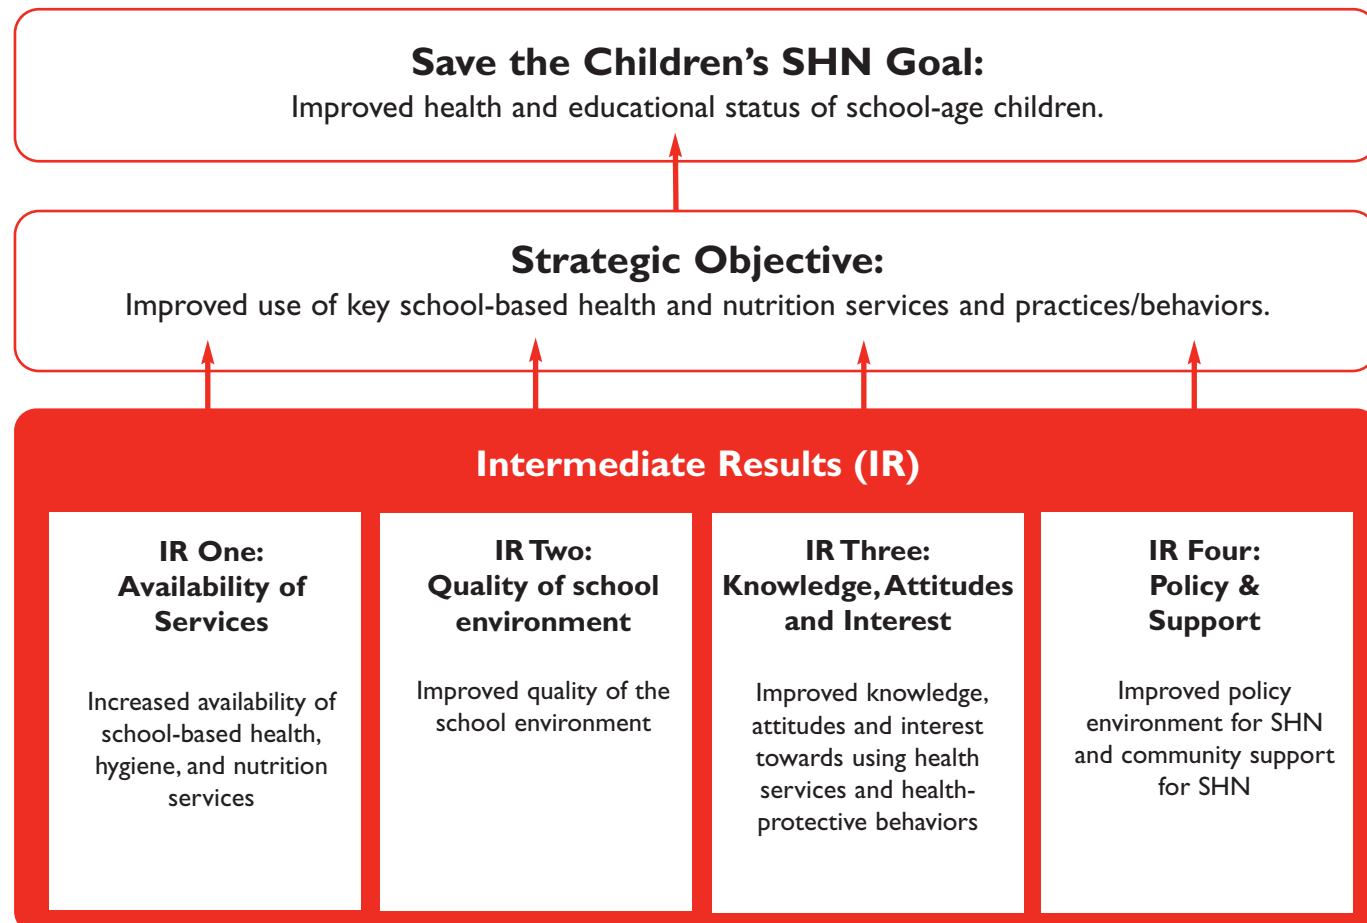 Save the Children’s SHN Goal:
Improved health and educational status of school-age children.
Strategic Objective:
Improved use of key school-based health and nutrition services and practices/behaviors.
Intermediate Results (IR)
IR One:
Availability of
Services
Increased availability of
school-based health,
hygiene, and nutrition
services
IR Two:
Quality of school
environment
Improved quality of the
school environment
IR Three:
Knowledge, Attitudes
and Interest
Improved knowledge,
attitudes and interest
towards using health
services and health-
protective behaviors
IR Four:
Policy &
Support
Improved policy
environment for SHN
and community support
for SHN